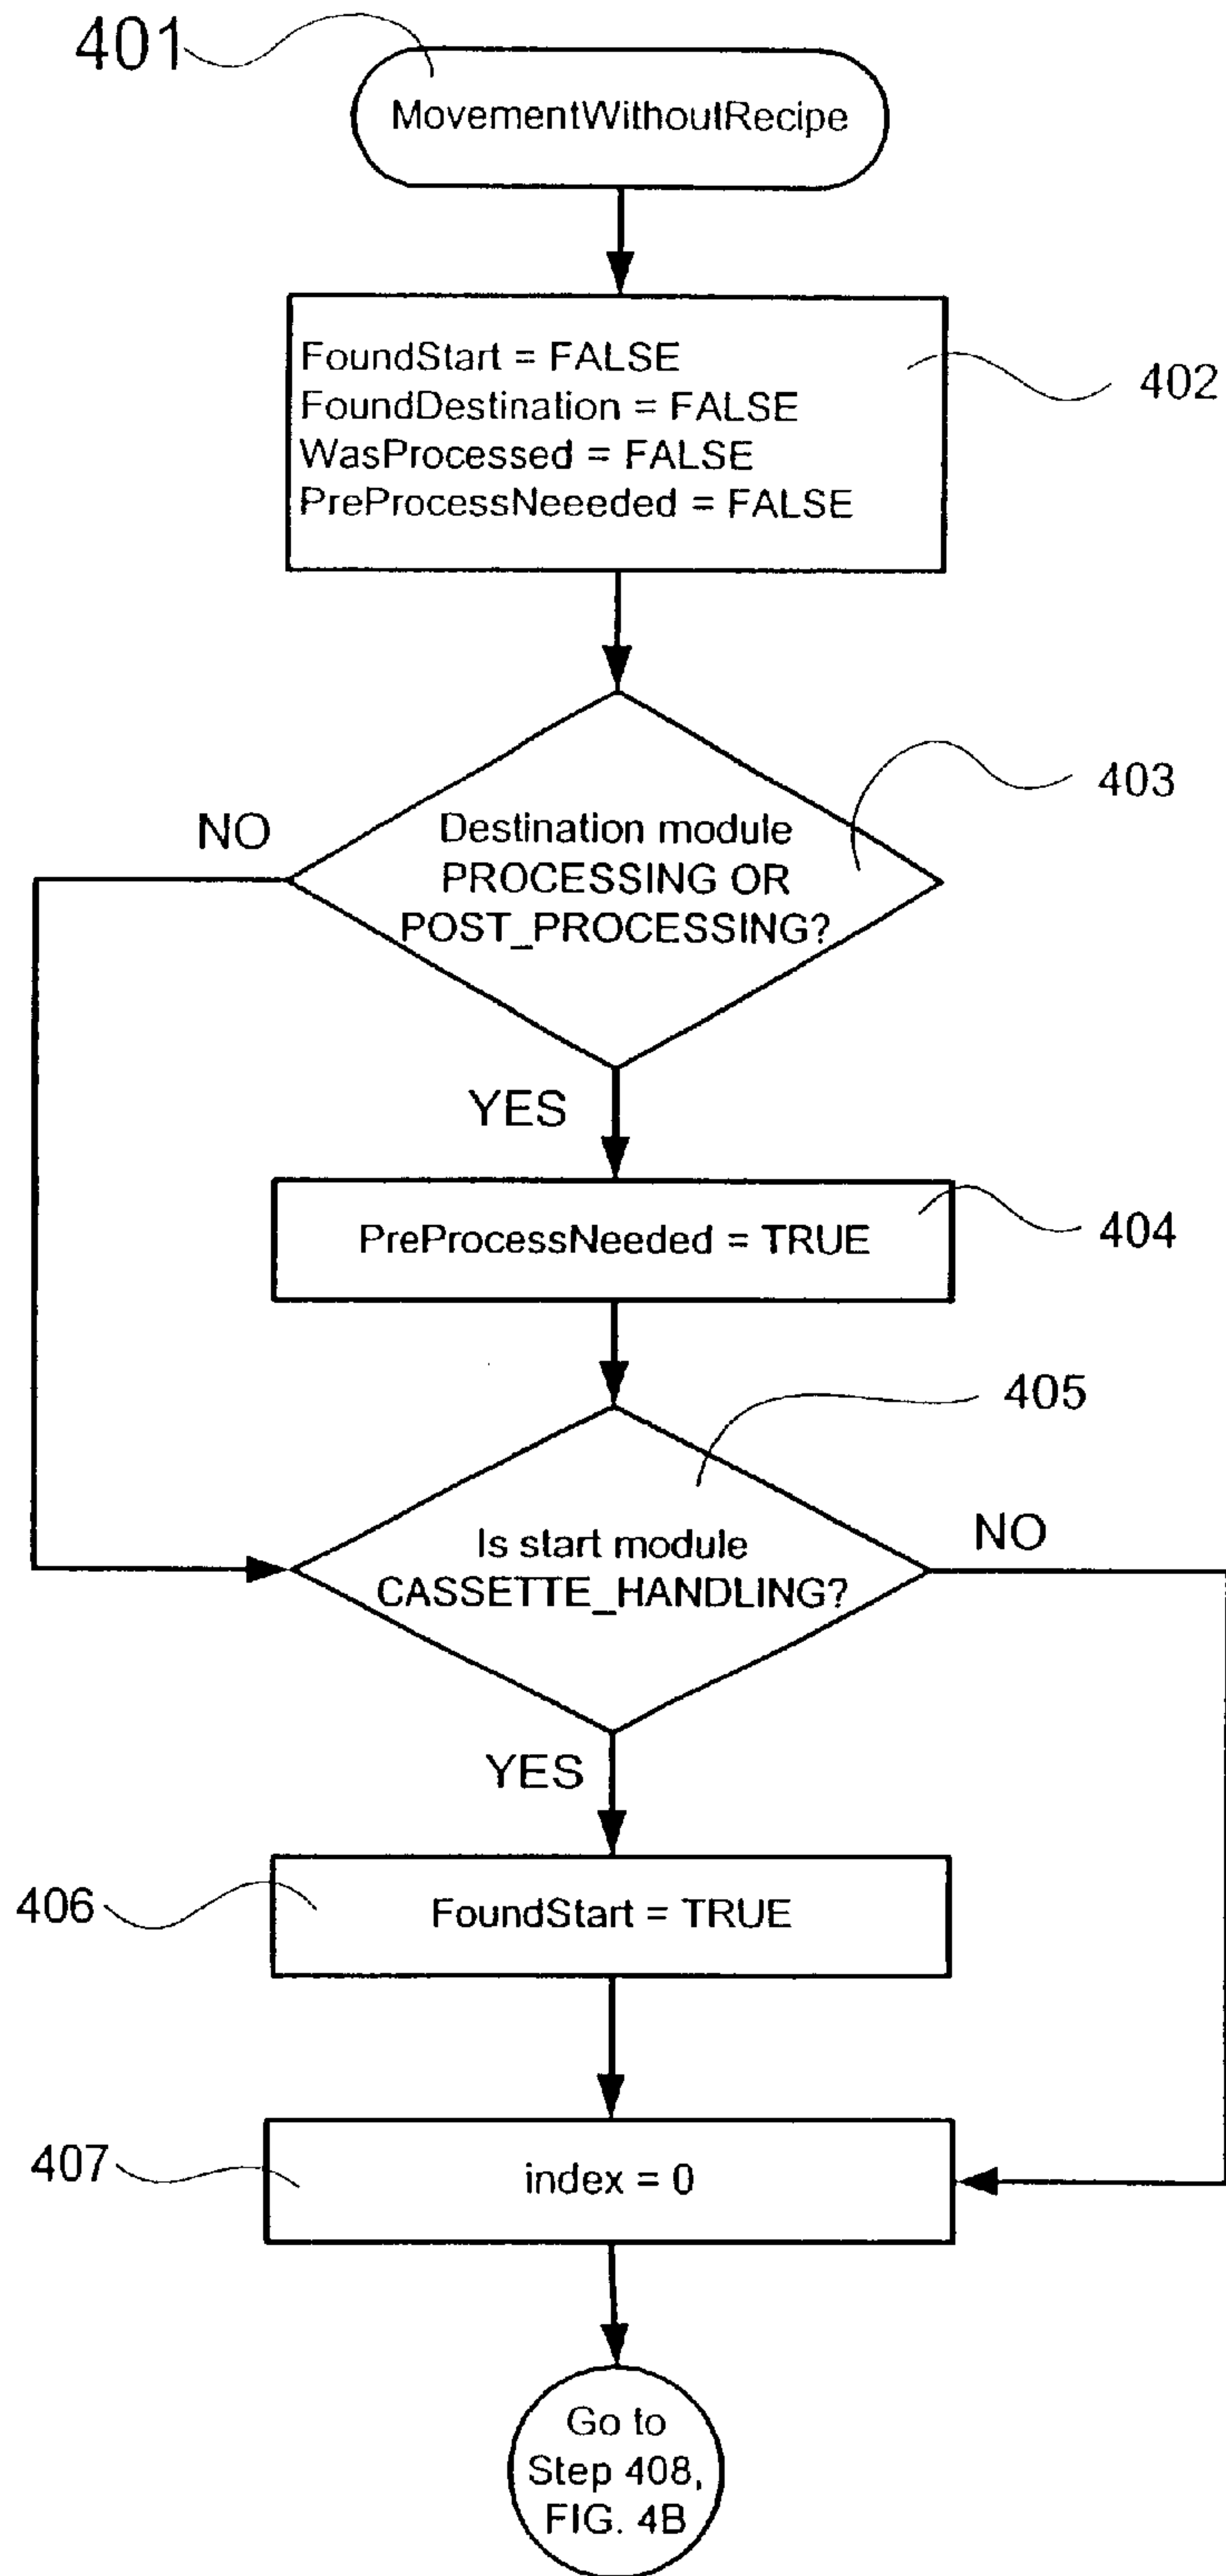 401
MovementWithoutRecipe
FoundStart = FALSE
FoundDestination = FALSE
WasProcessed = FALSE
PreProcessNeeeded = FALSE
402
403
NO
Destination module
PROCESSING OR
POST_PROCESSING?
YES
PreProcessNeeded = TRUE
404
405
Is start module
CASSETTE_HANDLING?
NO
YES
406
FoundStart = TRUE
407
index = 0
Go to
Step 408,
FIG. 4B